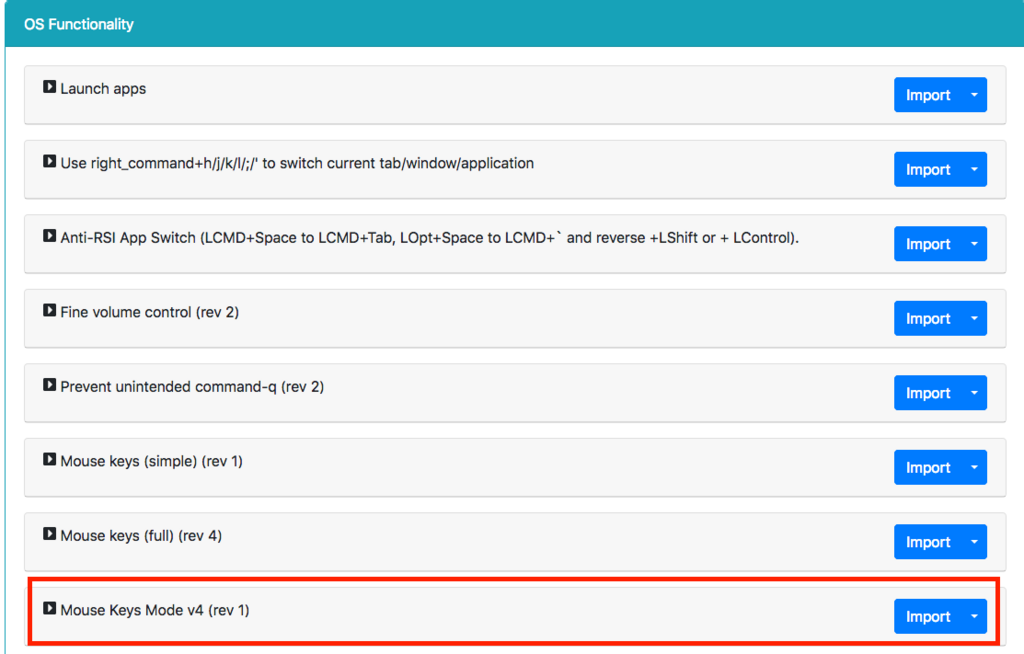 OS Functionality
Launch apps
Import
Use right_command+h/j/k/l/;/' to switch current tab/window/application
Import
Anti-RSI App Switch (LCMD+Space to LCMD+Tab, LOpt+Space to LCMD+` and reverse +LShift or + LControl).
Import
Fine volume control (rev 2)
Import
Prevent unintended command-q (rev 2)
Import
Mouse keys (simple) (rev 1)
Import
Mouse keys (full) (rev 4)
Import
Mouse Keys Mode v4 (rev 1)
Import